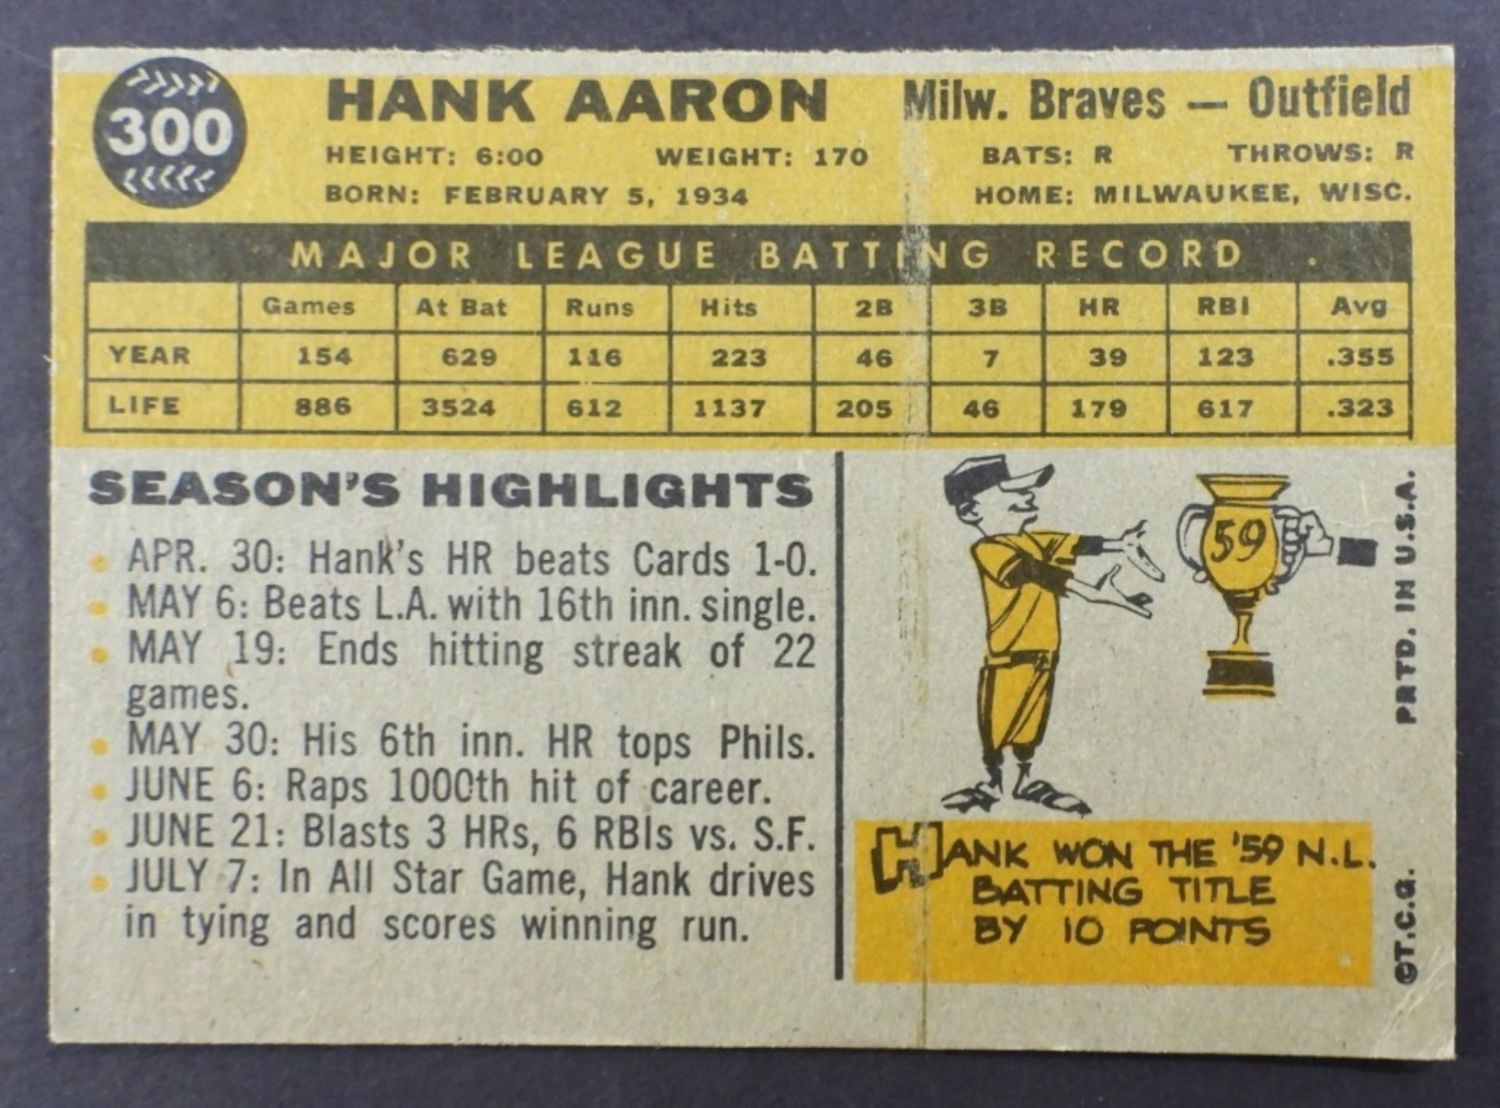 300
HANK AARON Milw. Braves — Outfield
HEIGHT: 6:00 WEIGHT: 170 BATS: R THROWS: R
BORN: FEBRUARY 5, 1934 HOME: MILWAUKEE, WISC.
MAJOR LEAGUE BATTING RECORD
Games At Bat Runs Hits 2B 3B HR RBI Avg
YEAR 154 629 116 223 46 7 39 123 .355
LIFE 886 3524 612 1137 205 46 179 617 .323
SEASON'S HIGHLIGHTS
• APR. 30: Hank's HR beats Cards 1-0.
• MAY 6: Beats L.A. with 16th inn. single.
• MAY 19: Ends hitting streak of 22
games.
• MAY 30: His 6th inn. HR tops Phils.
• JUNE 6: Raps 1000th hit of career.
• JUNE 21: Blasts 3 HRs, 6 RBIs vs. S.F.
• JULY 7: In All Star Game, Hank drives
in tying and scores winning run.
59
HANK WON THE '59 N.L.
BATTING TITLE
BY 10 POINTS
©T.C.G. PRTD. IN U.S.A.